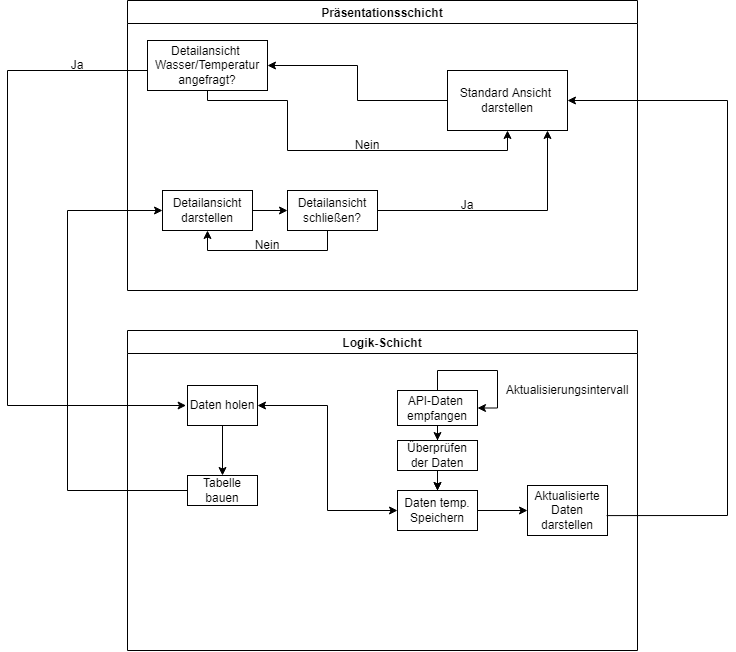 Präsentationsschicht
Detailansicht
Wasser/Temperatur
angefragt?
Ja
Standard Ansicht
darstellen
Nein
Detailansicht
darstellen
Detailansicht
schließen?
Ja
Nein
Logik-Schicht
Daten holen
API-Daten
empfangen
Aktualisierungsintervall
Überprüfen
der Daten
Tabelle
bauen
Daten temp.
Speichern
Aktualisierte
Daten
darstellen